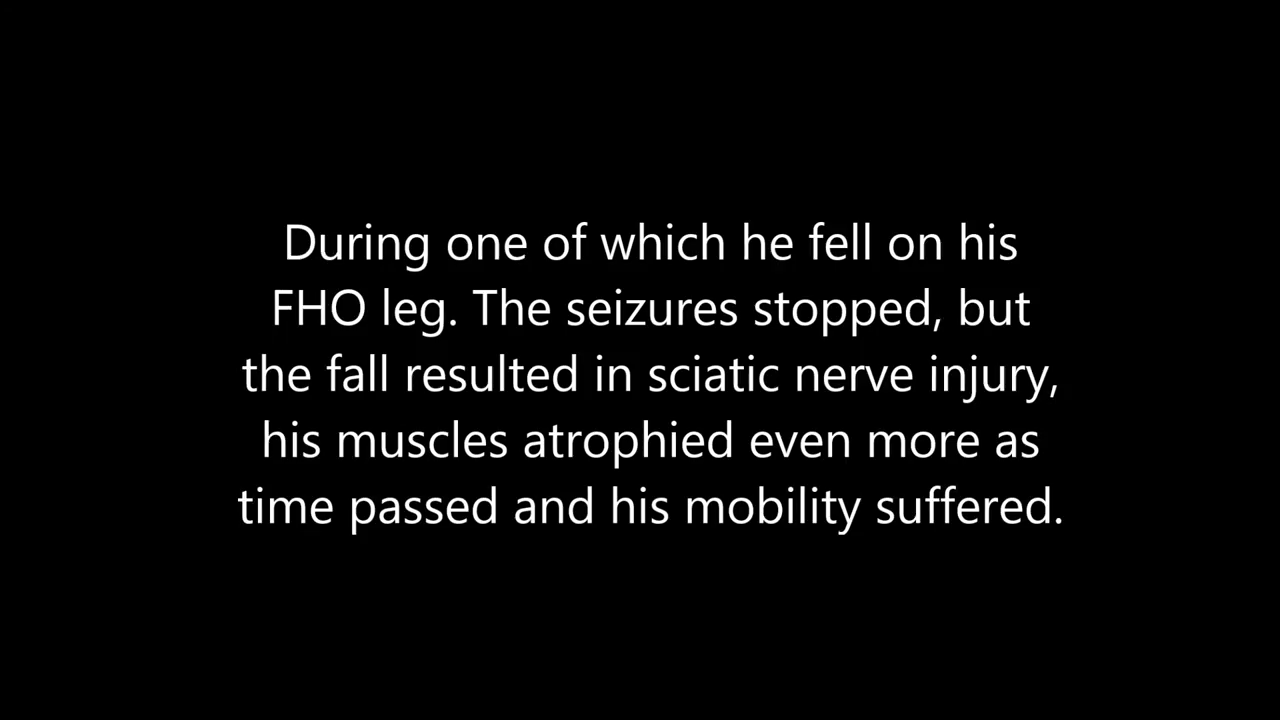 During one of which he fell on his
FHO leg. The seizures stopped, but
the fall resulted in sciatic nerve injury,
his muscles atrophied even more as
time passed and his mobility suffered.